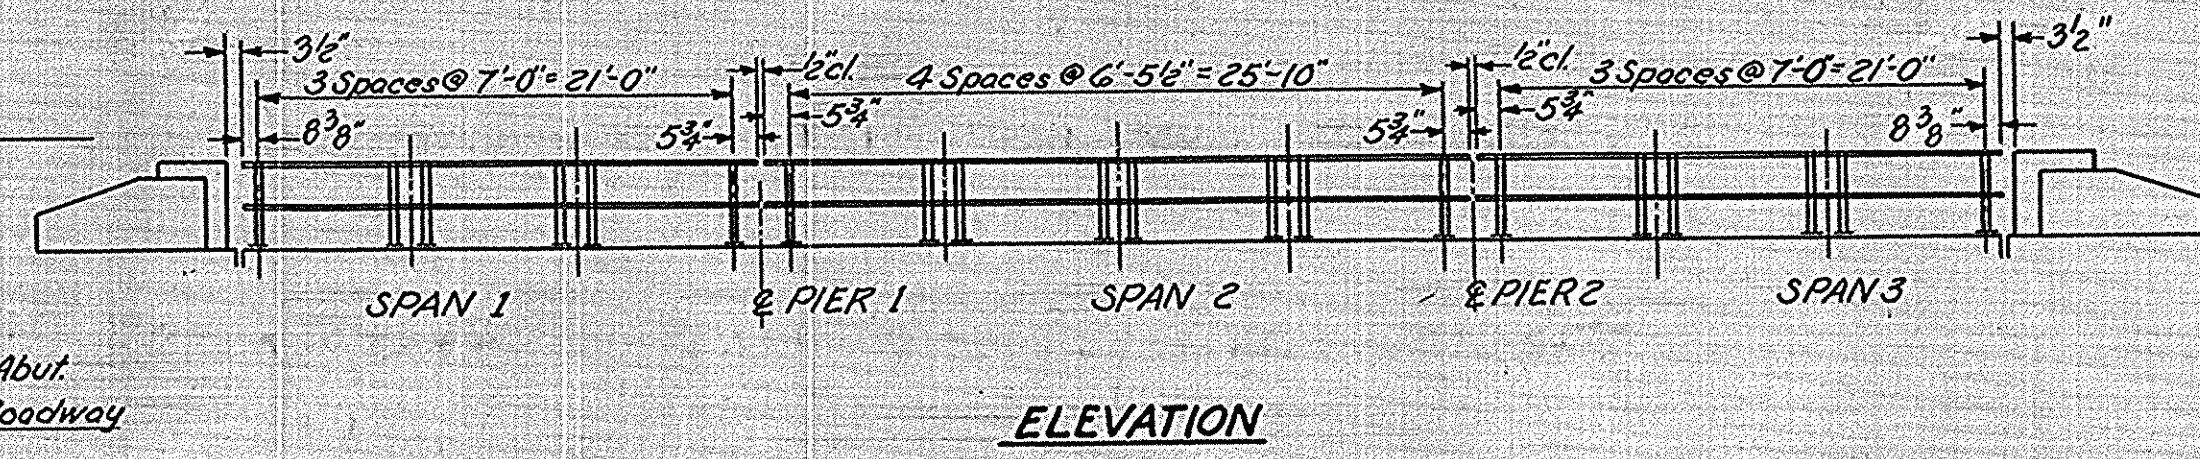 3½"
3 Spaces @ 7'-0" = 21'-0"
½"cl.
4 Spaces @ 6'-5½" = 25'-10"
½"cl.
3 Spaces @ 7'-0" = 21'-0"
3½"
8⅜"
5¾"
5¾"
5¾"
5¾"
8⅜"
SPAN 1
℄ PIER 1
SPAN 2
℄ PIER 2
SPAN 3
Abut.
Roadway
ELEVATION